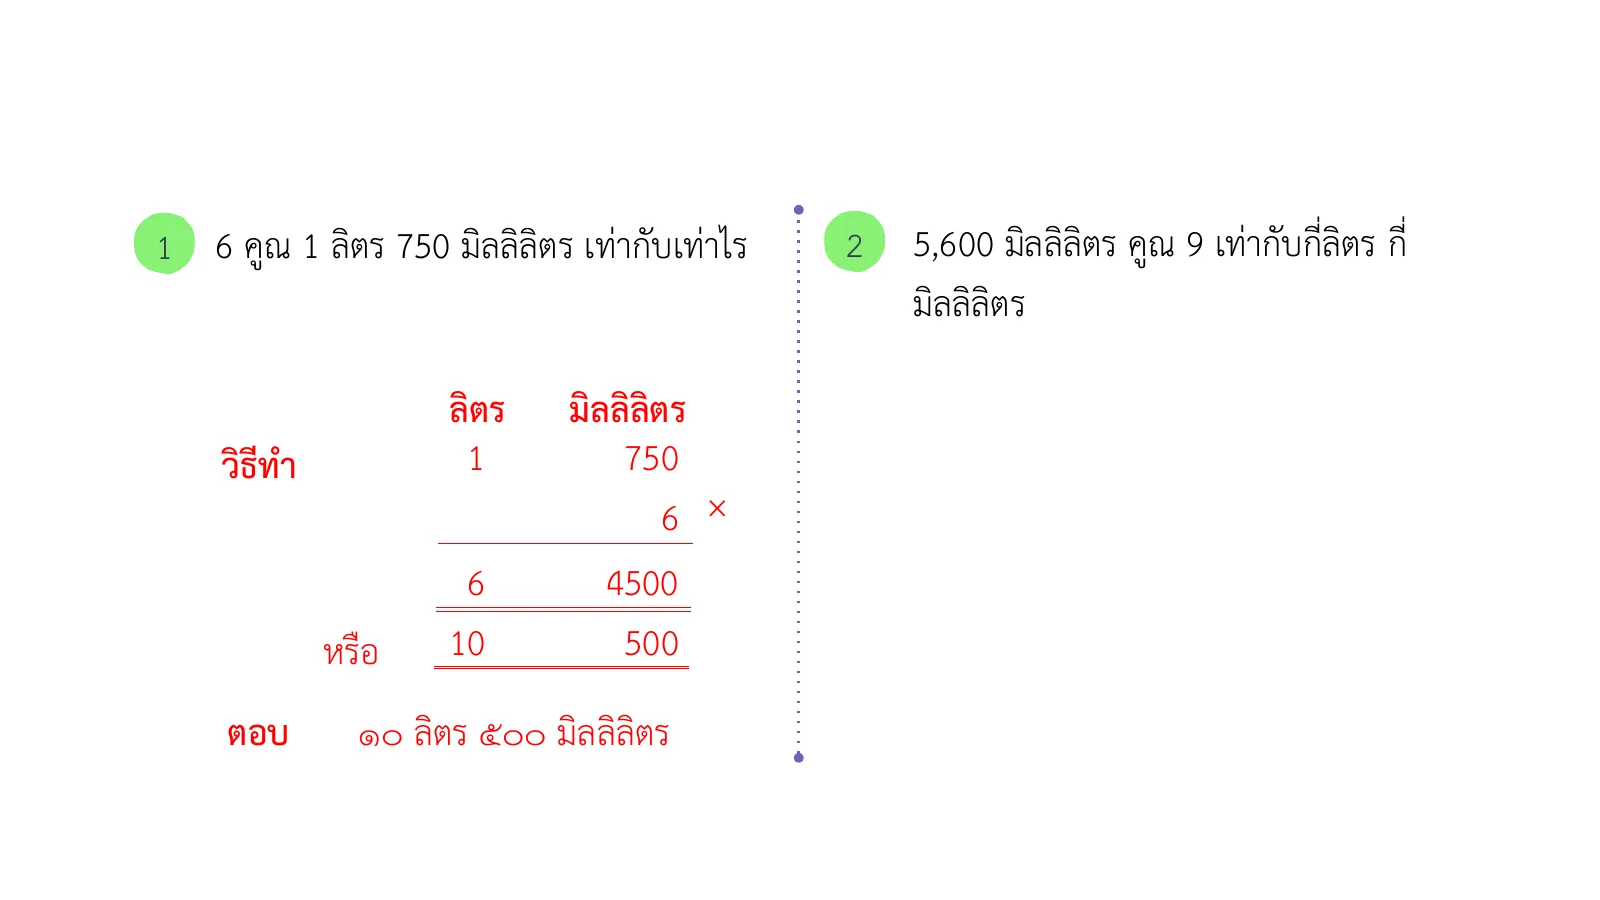 1 6 คูณ 1 ลิตร 750 มิลลิลิตร เท่ากับเท่าไร
ลิตร มิลลิลิตร
วิธีทำ 1 750
6 ×
6 4500
หรือ 10 500
ตอบ ๑๐ ลิตร ๕๐๐ มิลลิลิตร
2 5,600 มิลลิลิตร คูณ 9 เท่ากับกี่ลิตร กี่
มิลลิลิตร